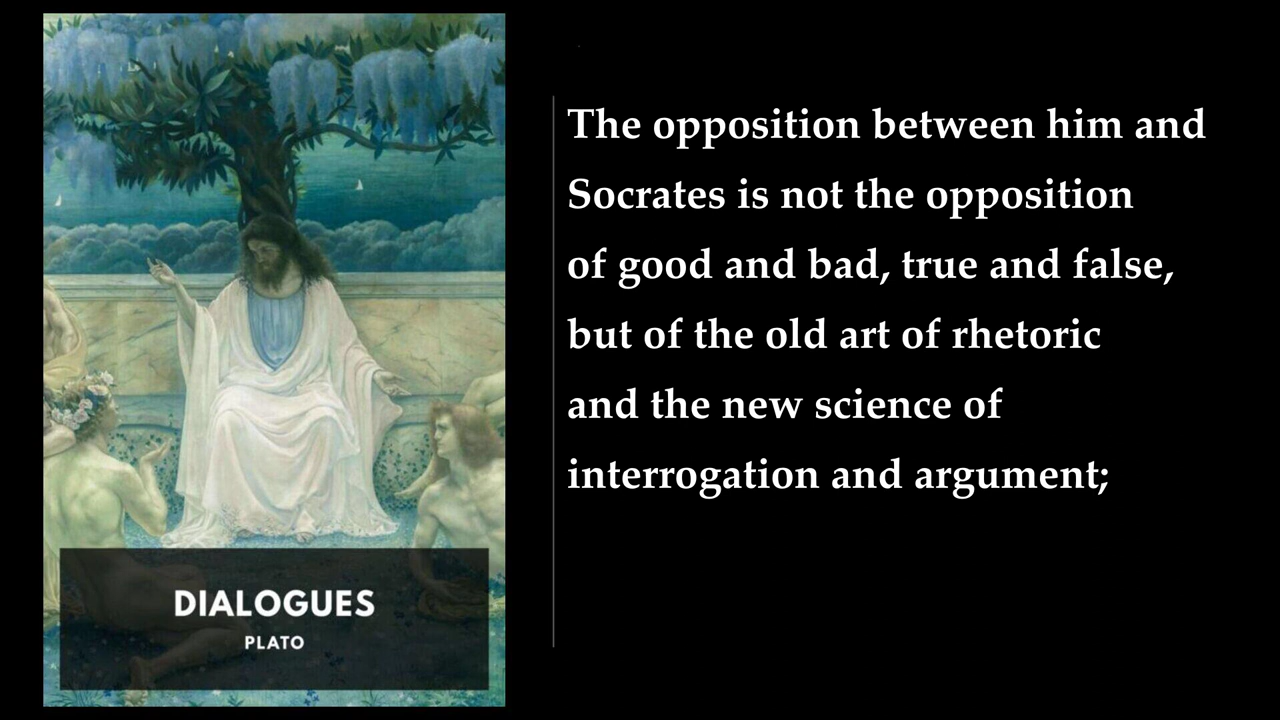 DIALOGUES
PLATO
The opposition between him and
Socrates is not the opposition
of good and bad, true and false,
but of the old art of rhetoric
and the new science of
interrogation and argument;